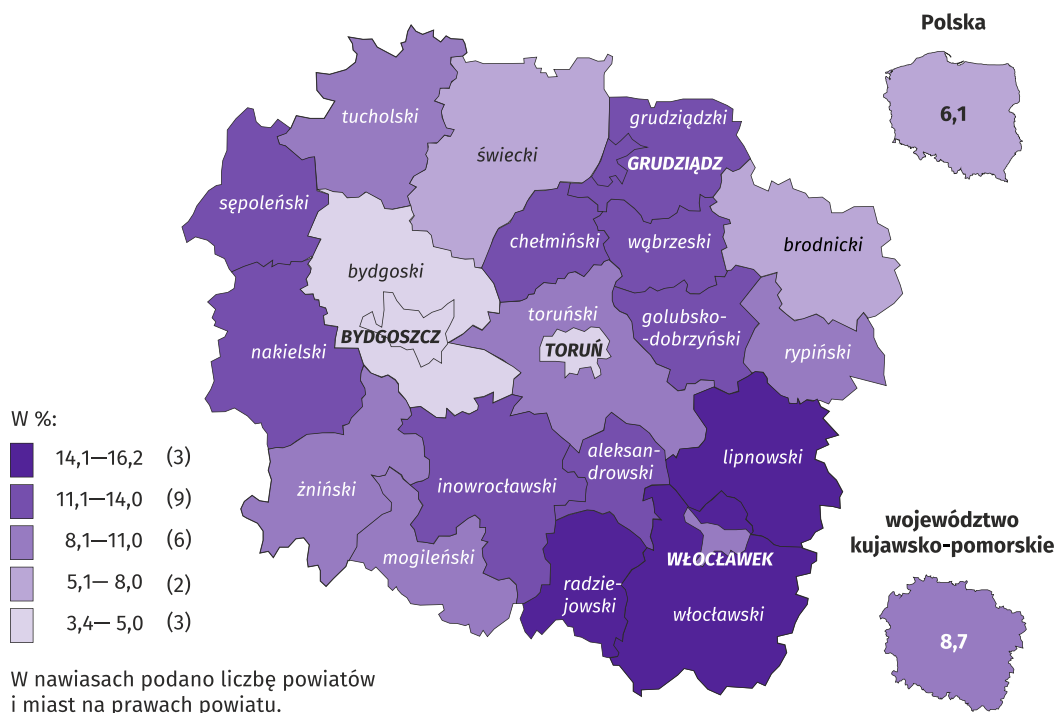 Polska
6,1
tucholski
grudziądzki
świecki
GRUDZIĄDZ
sępoleński
chełmiński
wąbrzeski
brodnicki
bydgoski
toruński
golubsko-
-dobrzyński
BYDGOSZCZ
TORUŃ
nakielski
rypiński
W %:
14,1—16,2 (3)
11,1—14,0 (9)
8,1—11,0 (6)
5,1— 8,0 (2)
3,4— 5,0 (3)
aleksan-
drowski
lipnowski
żniński
inowrocławski
mogileński
WŁOCŁAWEK
radzie-
jowski
włocławski
województwo
kujawsko-pomorskie
8,7
W nawiasach podano liczbę powiatów
i miast na prawach powiatu.